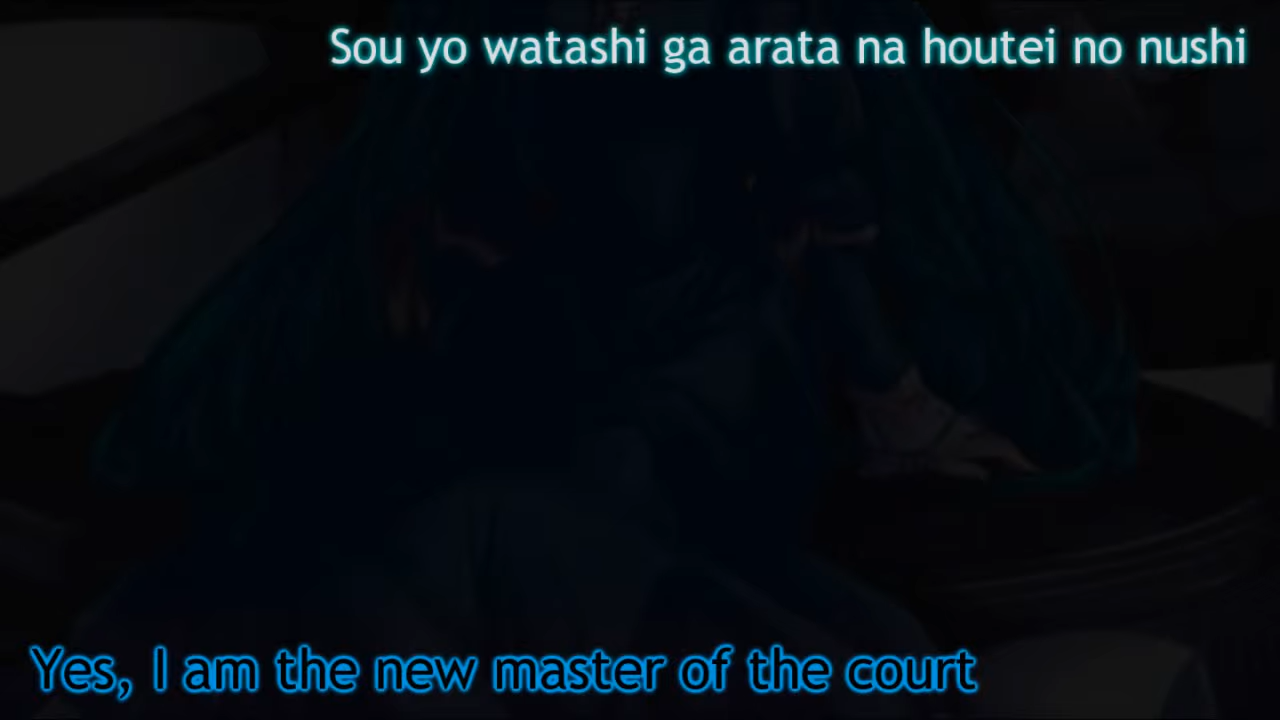 Sou yo watashi ga arata na houtei no nushi
Yes, I am the new master of the court